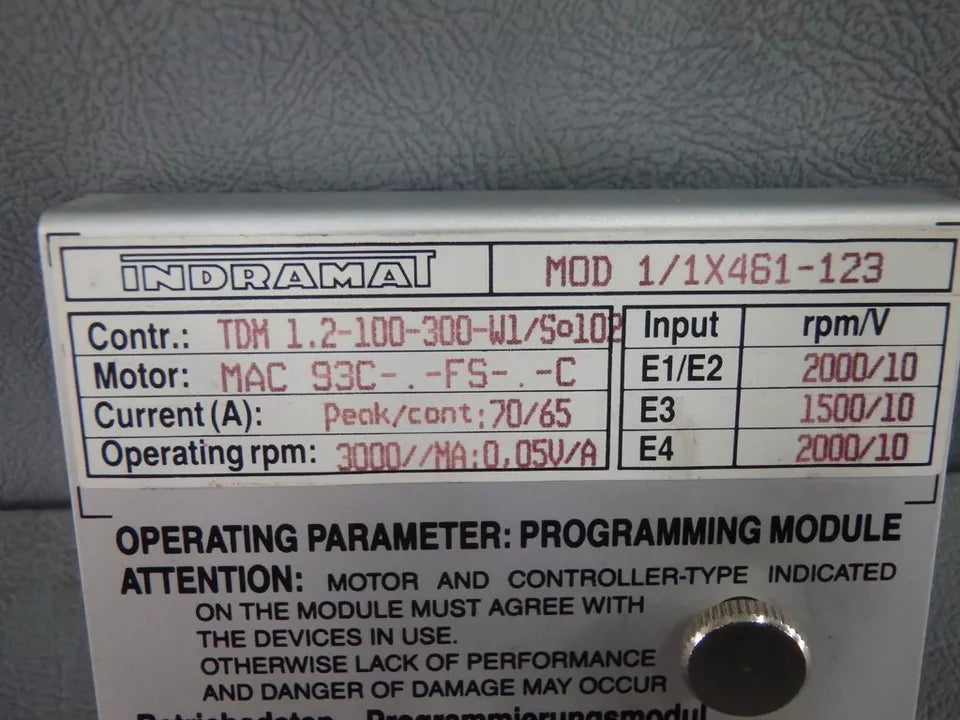 INDRAMAT MOD 1/1X461-123
Contr.: TDM 1.2-100-300-W1/S¤102
Motor: MAC 93C-.-FS-.-C
Current (A): Peak/cont:70/65
Operating rpm: 3000//MA:0,05V/A
Input rpm/V
E1/E2 2000/10
E3 1500/10
E4 2000/10
OPERATING PARAMETER: PROGRAMMING MODULE
ATTENTION: MOTOR AND CONTROLLER-TYPE INDICATED
ON THE MODULE MUST AGREE WITH
THE DEVICES IN USE.
OTHERWISE LACK OF PERFORMANCE
AND DANGER OF DAMAGE MAY OCCUR
Betriebsdaten - Programmierungsmodul